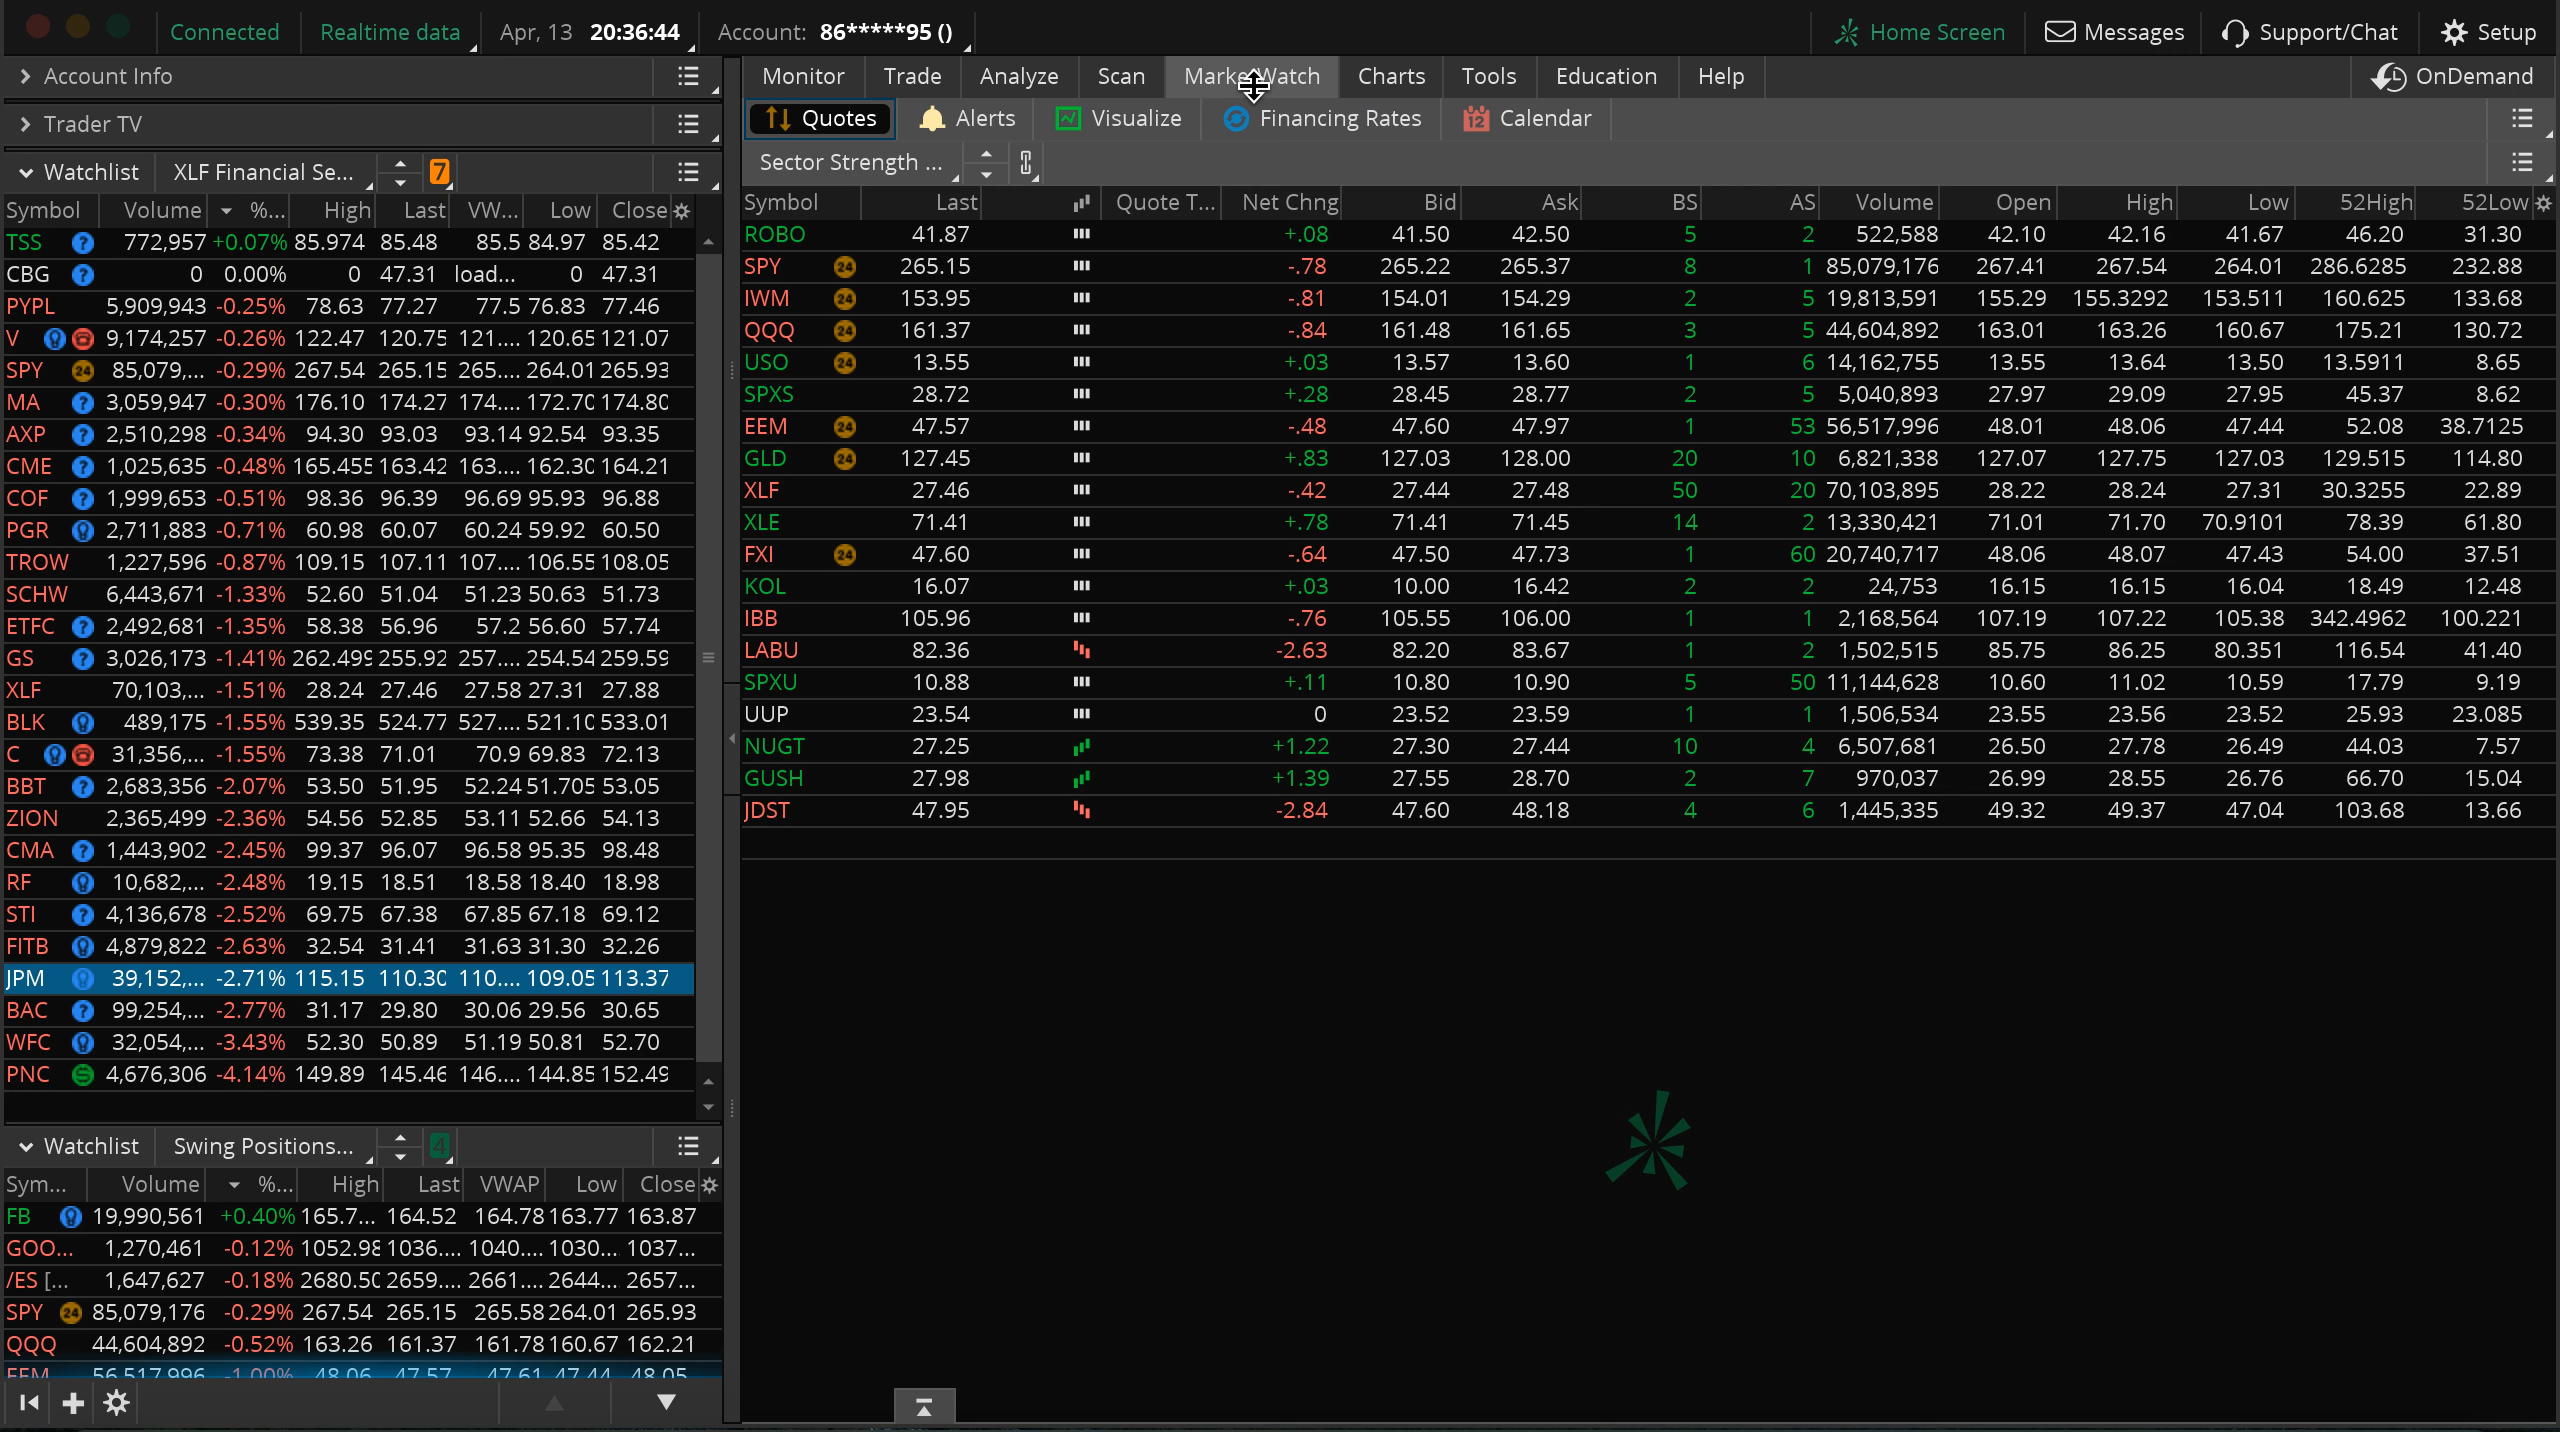 Connected Realtime data Apr, 13 20:36:44 Account: 86*****95 () Home Screen Messages Support/Chat Setup
Account Info
Trader TV
Watchlist XLF Financial Se... 7
Symbol Volume %... High Last VW... Low Close
TSS 772,957 +0.07% 85.974 85.48 85.5 84.97 85.42
CBG 0 0.00% 0 47.31 load... 0 47.31
PYPL 5,909,943 -0.25% 78.63 77.27 77.5 76.83 77.46
V 9,174,257 -0.26% 122.47 120.75 121.... 120.65 121.07
SPY 24 85,079,... -0.29% 267.54 265.15 265.... 264.01 265.93
MA 3,059,947 -0.30% 176.10 174.27 174.... 172.70 174.80
AXP 2,510,298 -0.34% 94.30 93.03 93.14 92.54 93.35
CME 1,025,635 -0.48% 165.455 163.42 163.... 162.30 164.21
COF 1,999,653 -0.51% 98.36 96.39 96.69 95.93 96.88
PGR 2,711,883 -0.71% 60.98 60.07 60.24 59.92 60.50
TROW 1,227,596 -0.87% 109.15 107.11 107.... 106.55 108.05
SCHW 6,443,671 -1.33% 52.60 51.04 51.23 50.63 51.73
ETFC 2,492,681 -1.35% 58.38 56.96 57.2 56.60 57.74
GS 3,026,173 -1.41% 262.499 255.92 257.... 254.54 259.59
XLF 70,103,... -1.51% 28.24 27.46 27.58 27.31 27.88
BLK 489,175 -1.55% 539.35 524.77 527.... 521.10 533.01
C 31,356,... -1.55% 73.38 71.01 70.9 69.83 72.13
BBT 2,683,356 -2.07% 53.50 51.95 52.24 51.705 53.05
ZION 2,365,499 -2.36% 54.56 52.85 53.11 52.66 54.13
CMA 1,443,902 -2.45% 99.37 96.07 96.58 95.35 98.48
RF 10,682,... -2.48% 19.15 18.51 18.58 18.40 18.98
STI 4,136,678 -2.52% 69.75 67.38 67.85 67.18 69.12
FITB 4,879,822 -2.63% 32.54 31.41 31.63 31.30 32.26
JPM 39,152,... -2.71% 115.15 110.30 110.... 109.05 113.37
BAC 99,254,... -2.77% 31.17 29.80 30.06 29.56 30.65
WFC 32,054,... -3.43% 52.30 50.89 51.19 50.81 52.70
PNC 4,676,306 -4.14% 149.89 145.46 146.... 144.85 152.49
Watchlist Swing Positions... 4
Sym... Volume %... High Last VWAP Low Close
FB 19,990,561 +0.40% 165.7... 164.52 164.78 163.77 163.87
GOO... 1,270,461 -0.12% 1052.98 1036.... 1040.... 1030.... 1037...
/ES [... 1,647,627 -0.18% 2680.50 2659.... 2661.... 2644.... 2657...
SPY 24 85,079,176 -0.29% 267.54 265.15 265.58 264.01 265.93
QQQ 44,604,892 -0.52% 163.26 161.37 161.78 160.67 162.21
EEM 56,517,996 -1.00% 48.06 47.57 47.61 47.44 48.05
Monitor Trade Analyze Scan MarketWatch Charts Tools Education Help OnDemand
Quotes Alerts Visualize Financing Rates 12 Calendar
Sector Strength ...
Symbol Last Quote T... Net Chng Bid Ask BS AS Volume Open High Low 52High 52Low
ROBO 41.87 +.08 41.50 42.50 5 2 522,588 42.10 42.16 41.67 46.20 31.30
SPY 24 265.15 -.78 265.22 265.37 8 1 85,079,176 267.41 267.54 264.01 286.6285 232.88
IWM 24 153.95 -.81 154.01 154.29 2 5 19,813,591 155.29 155.3292 153.511 160.625 133.68
QQQ 24 161.37 -.84 161.48 161.65 3 5 44,604,892 163.01 163.26 160.67 175.21 130.72
USO 24 13.55 +.03 13.57 13.60 1 6 14,162,755 13.55 13.64 13.50 13.5911 8.65
SPXS 28.72 +.28 28.45 28.77 2 5 5,040,893 27.97 29.09 27.95 45.37 8.62
EEM 24 47.57 -.48 47.60 47.97 1 53 56,517,996 48.01 48.06 47.44 52.08 38.7125
GLD 24 127.45 +.83 127.03 128.00 20 10 6,821,338 127.07 127.75 127.03 129.515 114.80
XLF 27.46 -.42 27.44 27.48 50 20 70,103,895 28.22 28.24 27.31 30.3255 22.89
XLE 71.41 +.78 71.41 71.45 14 2 13,330,421 71.01 71.70 70.9101 78.39 61.80
FXI 24 47.60 -.64 47.50 47.73 1 60 20,740,717 48.06 48.07 47.43 54.00 37.51
KOL 16.07 +.03 10.00 16.42 2 2 24,753 16.15 16.15 16.04 18.49 12.48
IBB 105.96 -.76 105.55 106.00 1 1 2,168,564 107.19 107.22 105.38 342.4962 100.221
LABU 82.36 -2.63 82.20 83.67 1 2 1,502,515 85.75 86.25 80.351 116.54 41.40
SPXU 10.88 +.11 10.80 10.90 5 50 11,144,628 10.60 11.02 10.59 17.79 9.19
UUP 23.54 0 23.52 23.59 1 1 1,506,534 23.55 23.56 23.52 25.93 23.085
NUGT 27.25 +1.22 27.30 27.44 10 4 6,507,681 26.50 27.78 26.49 44.03 7.57
GUSH 27.98 +1.39 27.55 28.70 2 7 970,037 26.99 28.55 26.76 66.70 15.04
JDST 47.95 -2.84 47.60 48.18 4 6 1,445,335 49.32 49.37 47.04 103.68 13.66